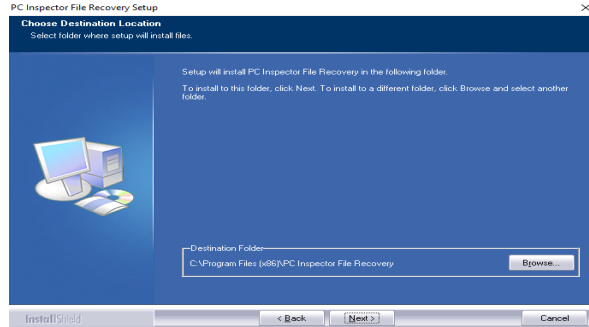 PC Inspector File Recovery Setup
Choose Destination Location
Select folder where setup will install files.
Setup will install PC Inspector File Recovery in the following folder.
To install to this folder, click Next. To install to a different folder, click Browse and select another
folder.
Destination Folder
C:\Program Files (x86)\PC Inspector File Recovery
Browse...
InstallShield
< Back
Next >
Cancel